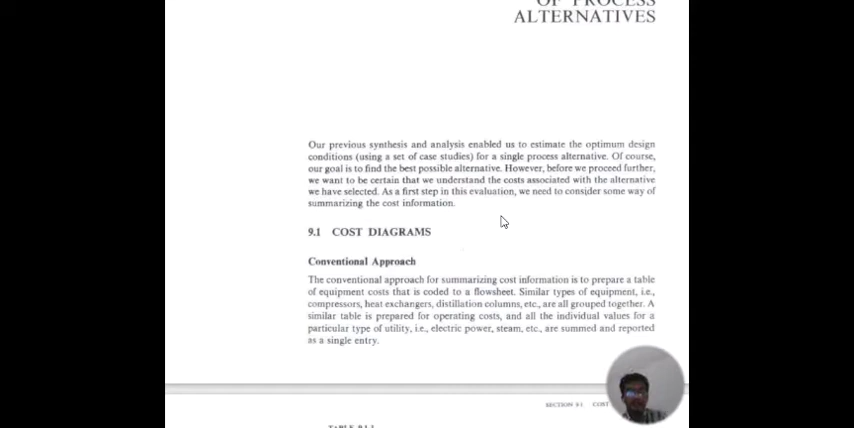 OF PROCESS
ALTERNATIVES
Our previous synthesis and analysis enabled us to estimate the optimum design
conditions (using a set of case studies) for a single process alternative. Of course,
our goal is to find the best possible alternative. However, before we proceed further,
we want to be certain that we understand the costs associated with the alternative
we have selected. As a first step in this evaluation, we need to consider some way of
summarizing the cost information.
9.1 COST DIAGRAMS
Conventional Approach
The conventional approach for summarizing cost information is to prepare a table
of equipment costs that is coded to a flowsheet. Similar types of equipment, i.e.,
compressors, heat exchangers, distillation columns, etc., are all grouped together. A
similar table is prepared for operating costs, and all the individual values for a
particular type of utility, i.e., electric power, steam, etc., are summed and reported
as a single entry.
SECTION 9.1 COST
TABLE 9.1-1